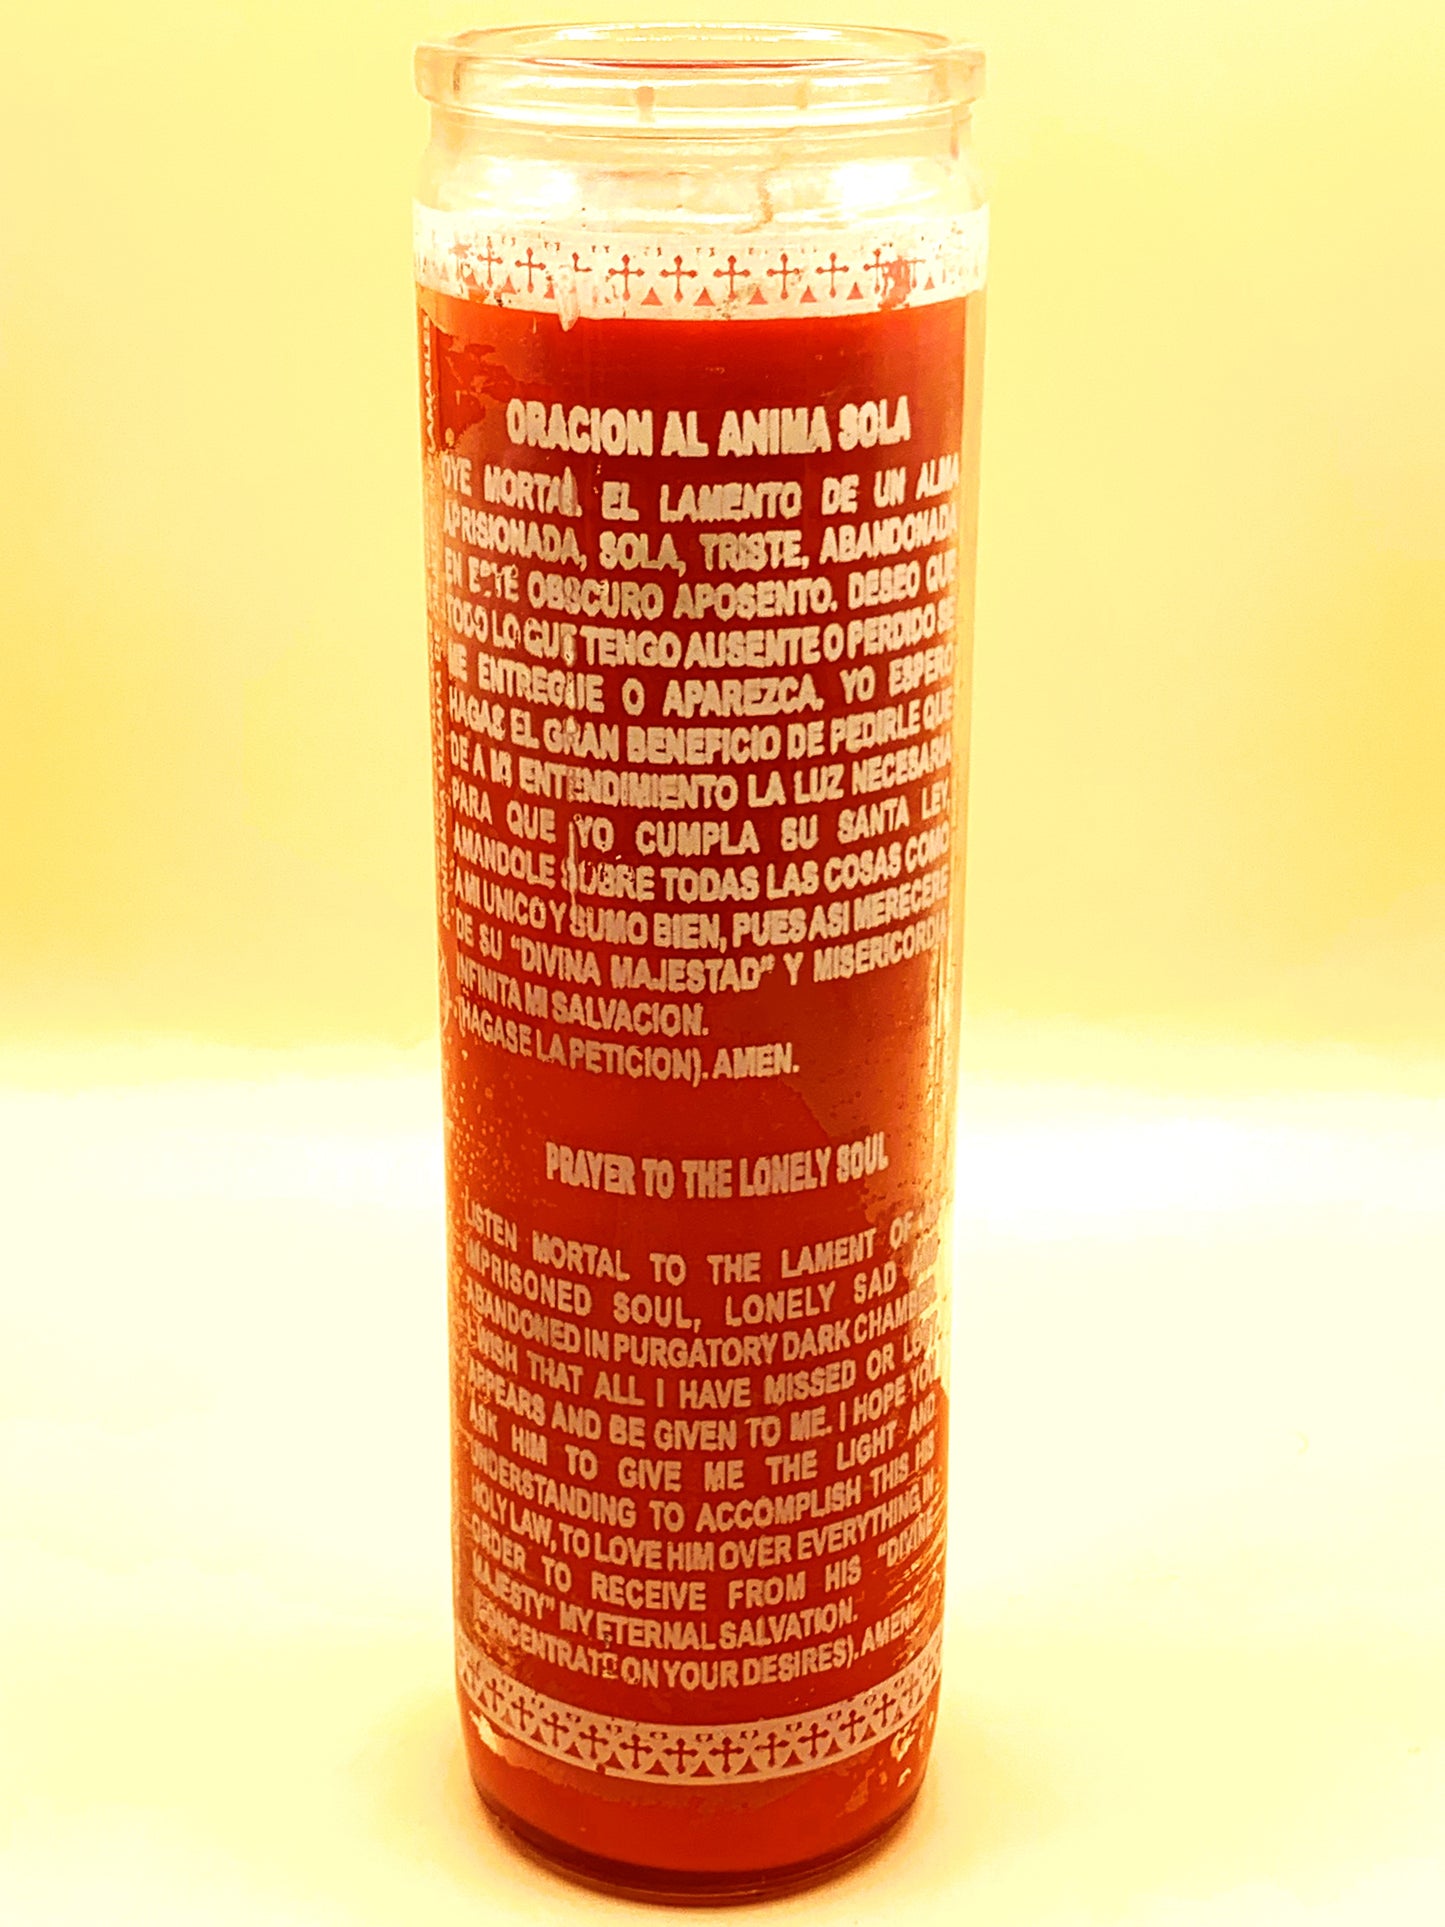 ORACION AL ANIMA SOLA
OYE MORTAL EL LAMENTO DE UN ALMA
APRISIONADA, SOLA, TRISTE, ABANDONADA
EN ESTE OBSCURO APOSENTO. DESEO QUE
TODO LO QUE TENGO AUSENTE O PERDIDO SE
ME ENTREGUE O APAREZCA. YO ESPERO
HAGAS EL GRAN BENEFICIO DE PEDIRLE QUE
DE A MI ENTENDIMIENTO LA LUZ NECESARIA
PARA QUE YO CUMPLA SU SANTA LEY,
AMANDOLE SOBRE TODAS LAS COSAS COMO
A MI UNICO Y SUMO BIEN, PUES ASI MERECERE
DE SU "DIVINA MAJESTAD" Y MISERICORDIA
INFINITA MI SALVACION.
(HAGASE LA PETICION). AMEN.
PRAYER TO THE LONELY SOUL
LISTEN MORTAL TO THE LAMENT OF
IMPRISONED SOUL, LONELY SAD AND
ABANDONED IN PURGATORY DARK CHAMBER.
I WISH THAT ALL I HAVE MISSED OR LOST,
APPEARS AND BE GIVEN TO ME. I HOPE YOU
ASK HIM TO GIVE ME THE LIGHT AND
UNDERSTANDING TO ACCOMPLISH THIS HIS
HOLY LAW, TO LOVE HIM OVER EVERYTHING, IN
ORDER TO RECEIVE FROM HIS "DIVINE
MAJESTY" MY ETERNAL SALVATION.
(CONCENTRATE ON YOUR DESIRES). AMEN.